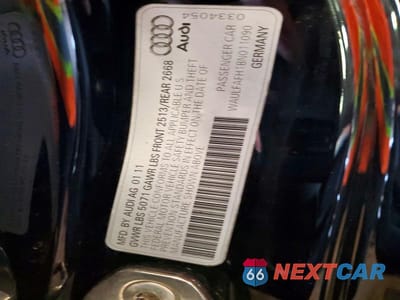 0334054
Audi
MFD BY AUDI AG 01 11
GVWR LBS 5071 GAWR LBS FRONT 2513/REAR 2668
THIS VEHICLE CONFORMS TO ALL APPLICABLE U.S.
FEDERAL MOTOR VEHICLE SAFETY, BUMPER AND THEFT
PREVENTION STANDARDS IN EFFECT ON THE DATE OF
MANUFACTURE SHOWN ABOVE
PASSENGER CAR
WAULFAFH1BN011090
GERMANY
66 NEXTCAR